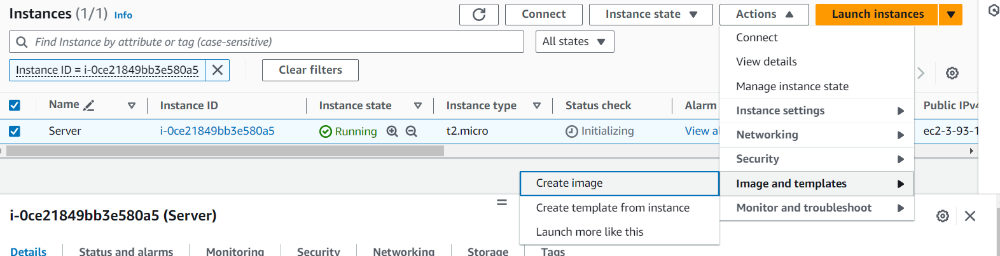 Instances (1/1) Info
Connect
Instance state
Actions
Launch instances
Find Instance by attribute or tag (case-sensitive)
All states
Instance ID = i-0ce21849bb3e580a5
Clear filters
Connect
View details
Manage instance state
Instance settings
Networking
Security
Image and templates
Monitor and troubleshoot
Create image
Create template from instance
Launch more like this
Name Instance ID Instance state Instance type Status check Alarm Public IPv4
Server i-0ce21849bb3e580a5 Running t2.micro Initializing View al ec2-3-93-1
i-0ce21849bb3e580a5 (Server)
Details Status and alarms Monitoring Security Networking Storage Tags